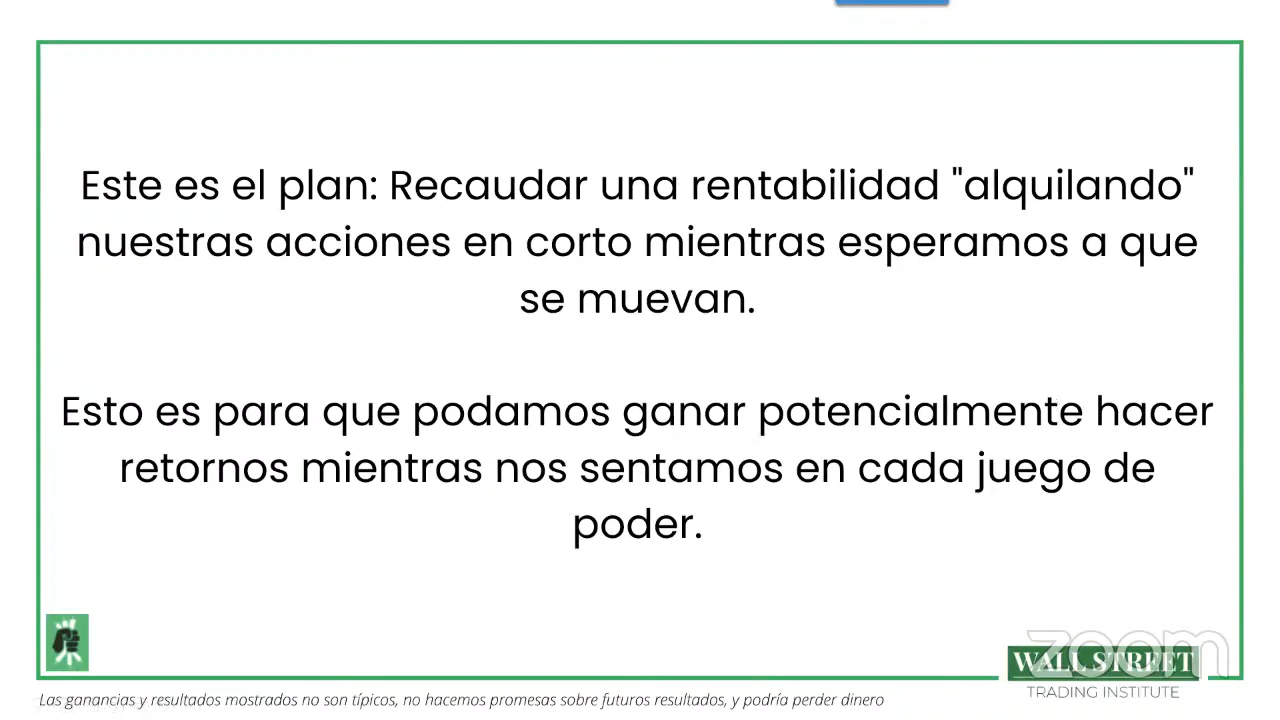 Este es el plan: Recaudar una rentabilidad "alquilando"
nuestras acciones en corto mientras esperamos a que
se muevan.
Esto es para que podamos ganar potencialmente hacer
retornos mientras nos sentamos en cada juego de
poder.
zoom
WALL STREET
TRADING INSTITUTE
Las ganancias y resultados mostrados no son típicos, no hacemos promesas sobre futuros resultados, y podría perder dinero